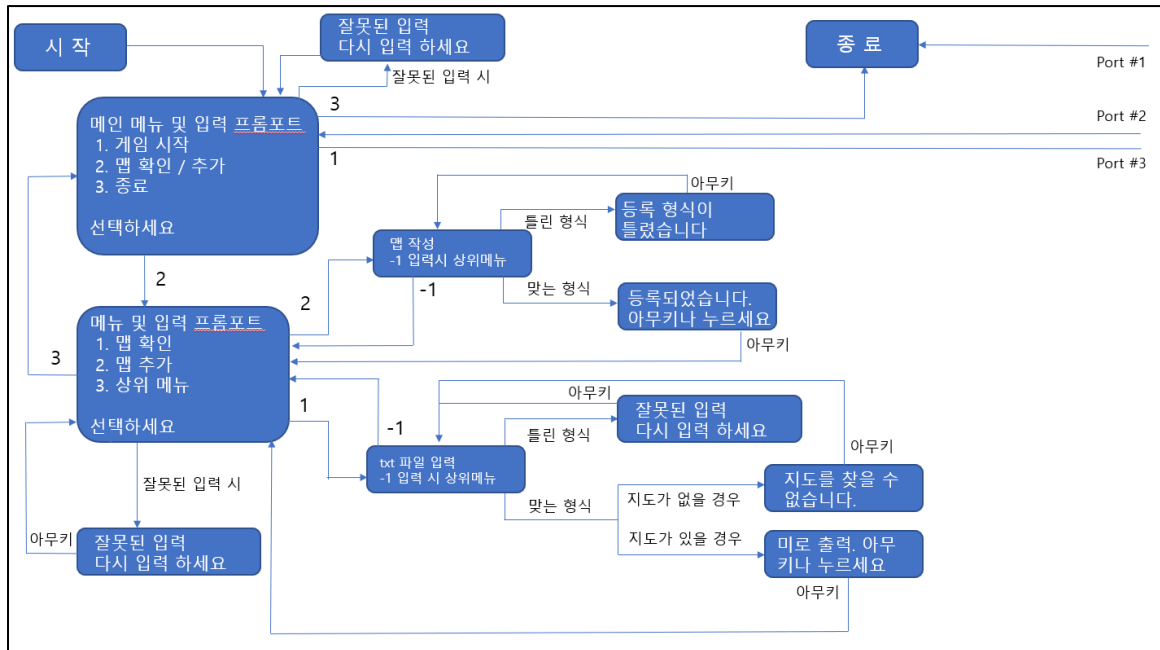 시 작
잘못된 입력
다시 입력 하세요
종 료
Port #1
잘못된 입력 시
3
메인 메뉴 및 입력 프롬포트
1. 게임 시작
2. 맵 확인 / 추가
3. 종료
선택하세요
Port #2
1
Port #3
아무키
등록 형식이
틀렸습니다
틀린 형식
맵 작성
-1 입력시 상위메뉴
2
2
-1
맞는 형식
등록되었습니다.
아무키나 누르세요
아무키
메뉴 및 입력 프롬포트
1. 맵 확인
2. 맵 추가
3. 상위 메뉴
선택하세요
3
1
-1
아무키
잘못된 입력
다시 입력 하세요
틀린 형식
아무키
txt 파일 입력
-1 입력 시 상위메뉴
잘못된 입력 시
맞는 형식
지도가 없을 경우
지도를 찾을 수
없습니다.
아무키
잘못된 입력
다시 입력 하세요
지도가 있을 경우
미로 출력. 아무
키나 누르세요
아무키